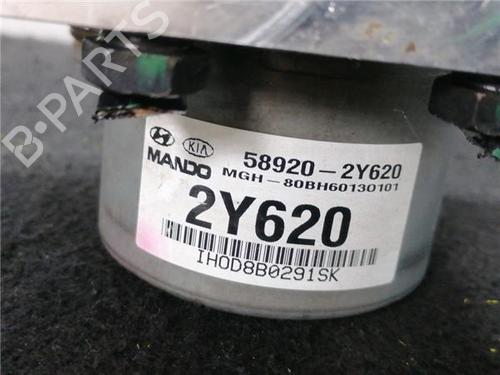 B-PARTS
KIA
MANDO
58920-2Y620
MGH-80BH60130101
2Y620
IHOD8B0291SK